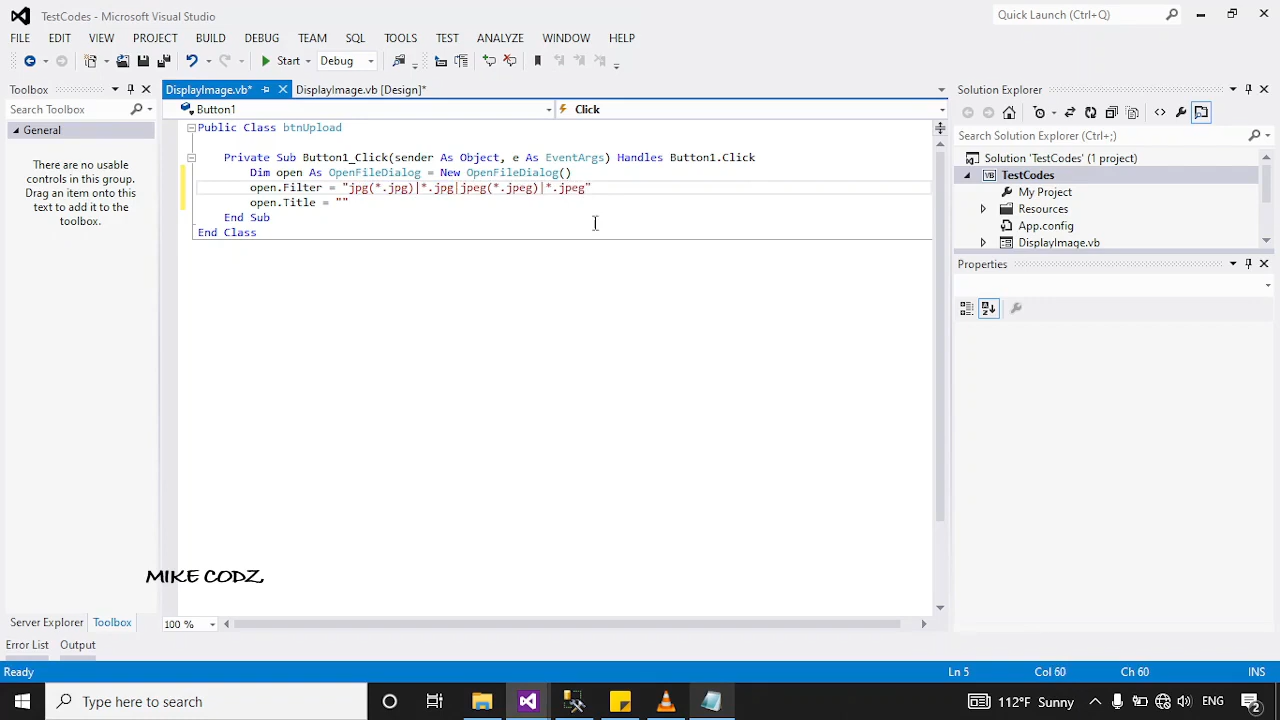 TestCodes - Microsoft Visual Studio
Quick Launch (Ctrl+Q)
FILE EDIT VIEW PROJECT BUILD DEBUG TEAM SQL TOOLS TEST ANALYZE WINDOW HELP
Start Debug
Toolbox
DisplayImage.vb* DisplayImage.vb [Design]*
Solution Explorer
Search Toolbox
Button1 Click
General
There are no usable
controls in this group.
Drag an item onto this
text to add it to the
toolbox.
Public Class btnUpload
Private Sub Button1_Click(sender As Object, e As EventArgs) Handles Button1.Click
Dim open As OpenFileDialog = New OpenFileDialog()
open.Filter = "jpg(*.jpg)|*.jpg|jpeg(*.jpeg)|*.jpeg"
open.Title = ""
End Sub
End Class
Search Solution Explorer (Ctrl+;)
Solution 'TestCodes' (1 project)
VB TestCodes
My Project
Resources
App.config
DisplayImage.vb
Properties
MIKE CODZ,
Server Explorer Toolbox
100 %
Error List Output
Ready Ln 5 Col 60 Ch 60 INS
Type here to search
112°F Sunny ENG 2